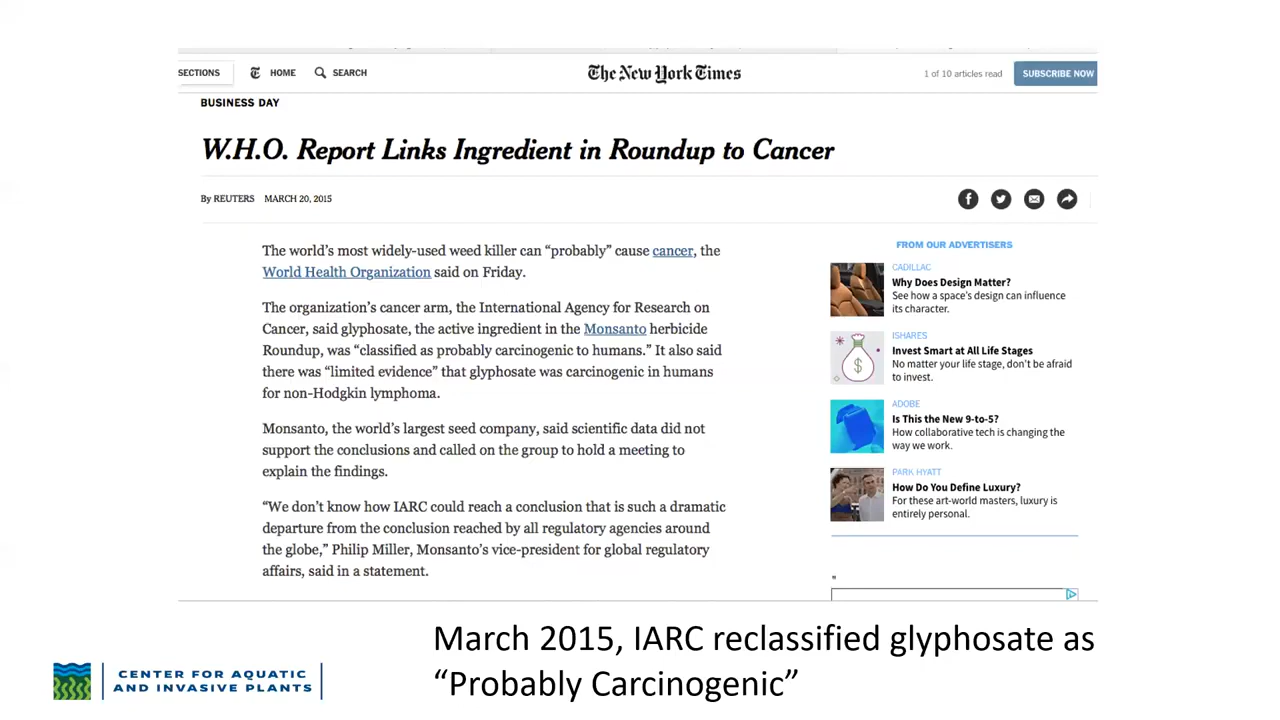 SECTIONS
HOME
SEARCH
The New York Times
1 of 10 articles read
SUBSCRIBE NOW
BUSINESS DAY
W.H.O. Report Links Ingredient in Roundup to Cancer
By REUTERS MARCH 20, 2015
The world’s most widely-used weed killer can “probably” cause cancer, the
World Health Organization said on Friday.
The organization’s cancer arm, the International Agency for Research on
Cancer, said glyphosate, the active ingredient in the Monsanto herbicide
Roundup, was “classified as probably carcinogenic to humans.” It also said
there was “limited evidence” that glyphosate was carcinogenic in humans
for non-Hodgkin lymphoma.
Monsanto, the world’s largest seed company, said scientific data did not
support the conclusions and called on the group to hold a meeting to
explain the findings.
“We don’t know how IARC could reach a conclusion that is such a dramatic
departure from the conclusion reached by all regulatory agencies around
the globe,” Philip Miller, Monsanto’s vice-president for global regulatory
affairs, said in a statement.
FROM OUR ADVERTISERS
CADILLAC
Why Does Design Matter?
See how a space’s design can influence
its character.
ISHARES
Invest Smart at All Life Stages
No matter your life stage, don’t be afraid
to invest.
ADOBE
Is This the New 9-to-5?
How collaborative tech is changing the
way we work.
PARK HYATT
How Do You Define Luxury?
For these art-world masters, luxury is
entirely personal.
March 2015, IARC reclassified glyphosate as
“Probably Carcinogenic”
CENTER FOR AQUATIC
AND INVASIVE PLANTS